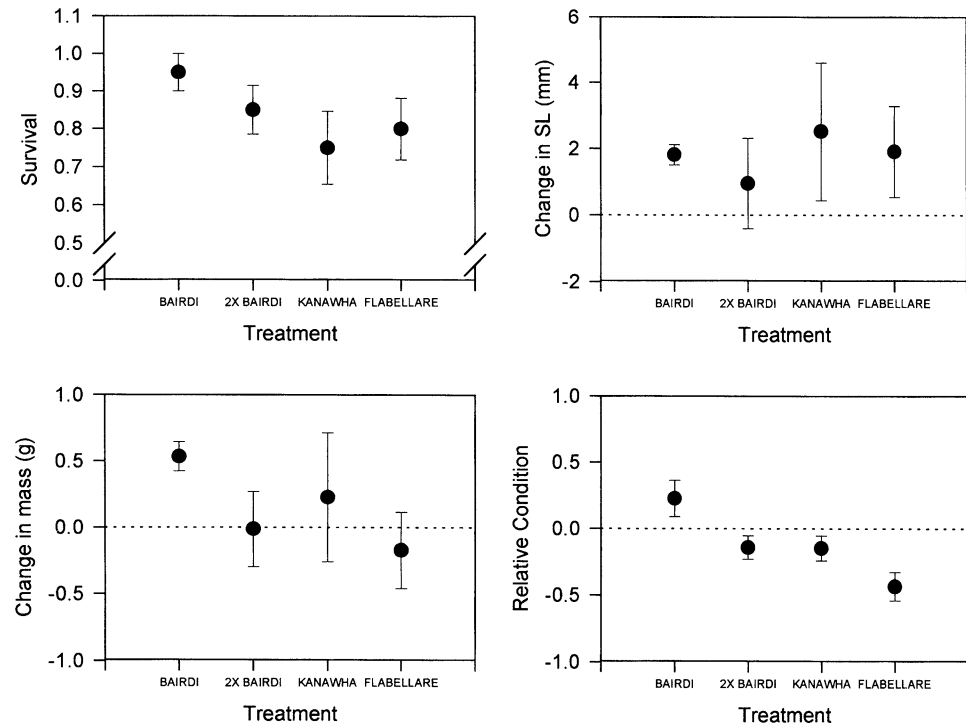 Survival
1.1
1.0
0.9
0.8
0.7
0.6
0.5
0.0
BAIRDI 2X BAIRDI KANAWHA FLABELLARE
Treatment
Change in SL (mm)
6
4
2
0
-2
BAIRDI 2X BAIRDI KANAWHA FLABELLARE
Treatment
Change in mass (g)
1.0
0.5
0.0
-0.5
-1.0
BAIRDI 2X BAIRDI KANAWHA FLABELLARE
Treatment
Relative Condition
1.0
0.5
0.0
-0.5
-1.0
BAIRDI 2X BAIRDI KANAWHA FLABELLARE
Treatment